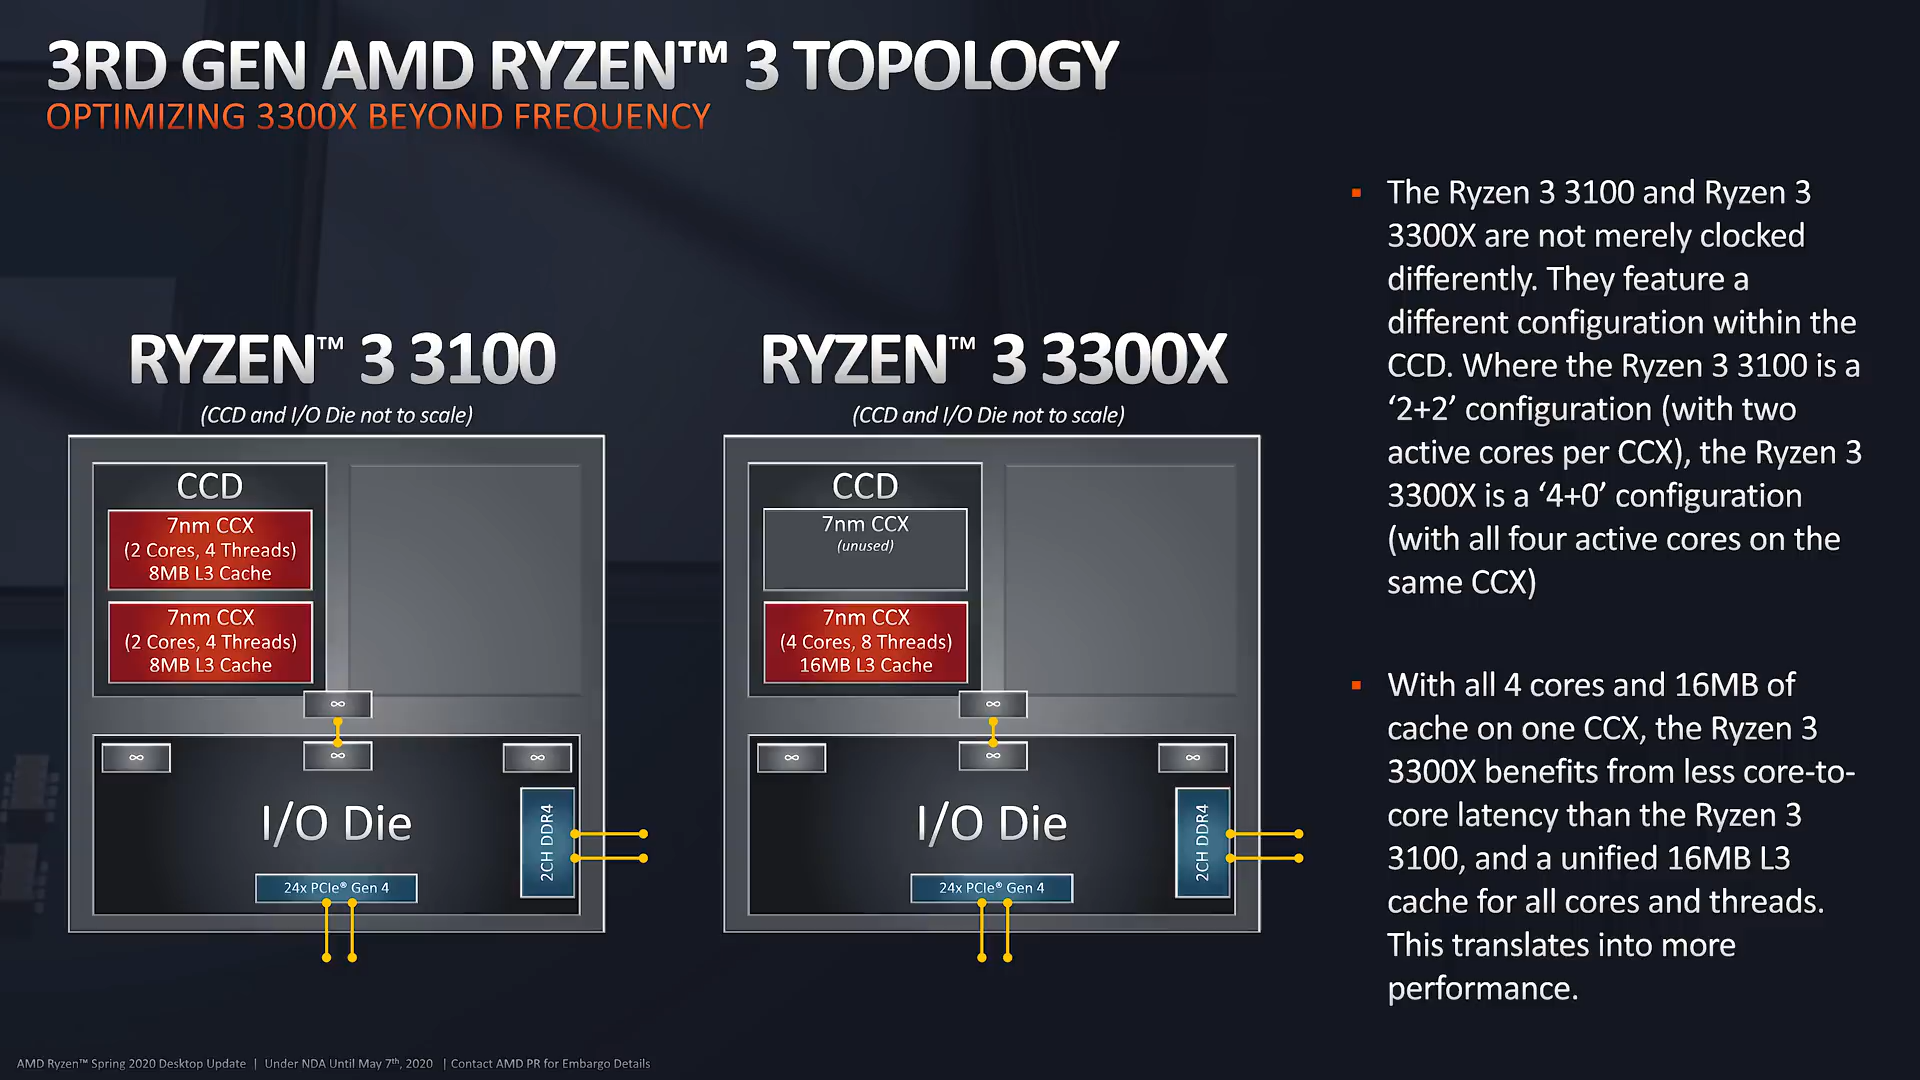 3RD GEN AMD RYZEN™ 3 TOPOLOGY
OPTIMIZING 3300X BEYOND FREQUENCY
RYZEN™ 3 3100
(CCD and I/O Die not to scale)
CCD
7nm CCX
(2 Cores, 4 Threads)
8MB L3 Cache
7nm CCX
(2 Cores, 4 Threads)
8MB L3 Cache
∞
∞
∞
∞
I/O Die
2CH DDR4
24x PCIe® Gen 4
RYZEN™ 3 3300X
(CCD and I/O Die not to scale)
CCD
7nm CCX
(unused)
7nm CCX
(4 Cores, 8 Threads)
16MB L3 Cache
∞
∞
∞
∞
I/O Die
2CH DDR4
24x PCIe® Gen 4
▪ The Ryzen 3 3100 and Ryzen 3
3300X are not merely clocked
differently. They feature a
different configuration within the
CCD. Where the Ryzen 3 3100 is a
‘2+2’ configuration (with two
active cores per CCX), the Ryzen 3
3300X is a ‘4+0’ configuration
(with all four active cores on the
same CCX)
▪ With all 4 cores and 16MB of
cache on one CCX, the Ryzen 3
3300X benefits from less core-to-
core latency than the Ryzen 3
3100, and a unified 16MB L3
cache for all cores and threads.
This translates into more
performance.
AMD Ryzen™ Spring 2020 Desktop Update | Under NDA Until May 7th, 2020 | Contact AMD PR for Embargo Details